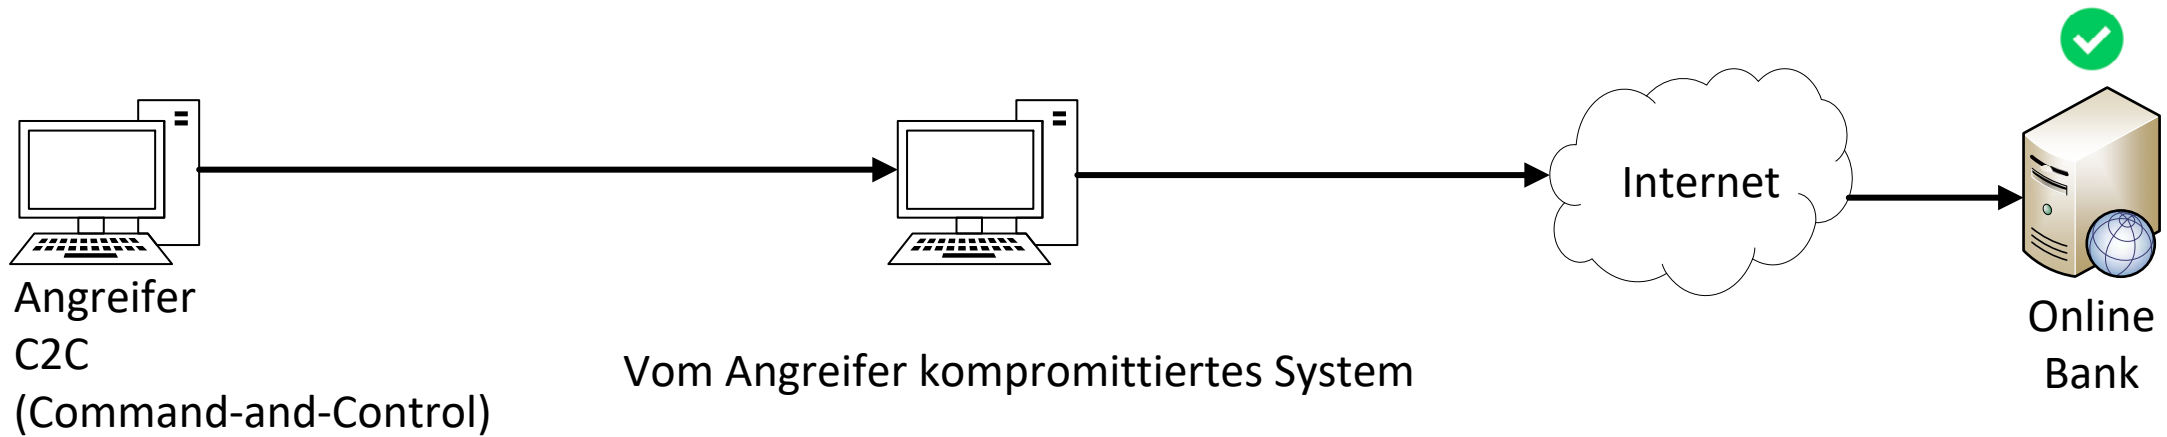 Internet
Angreifer
C2C
(Command-and-Control)
Vom Angreifer kompromittiertes System
Online
Bank